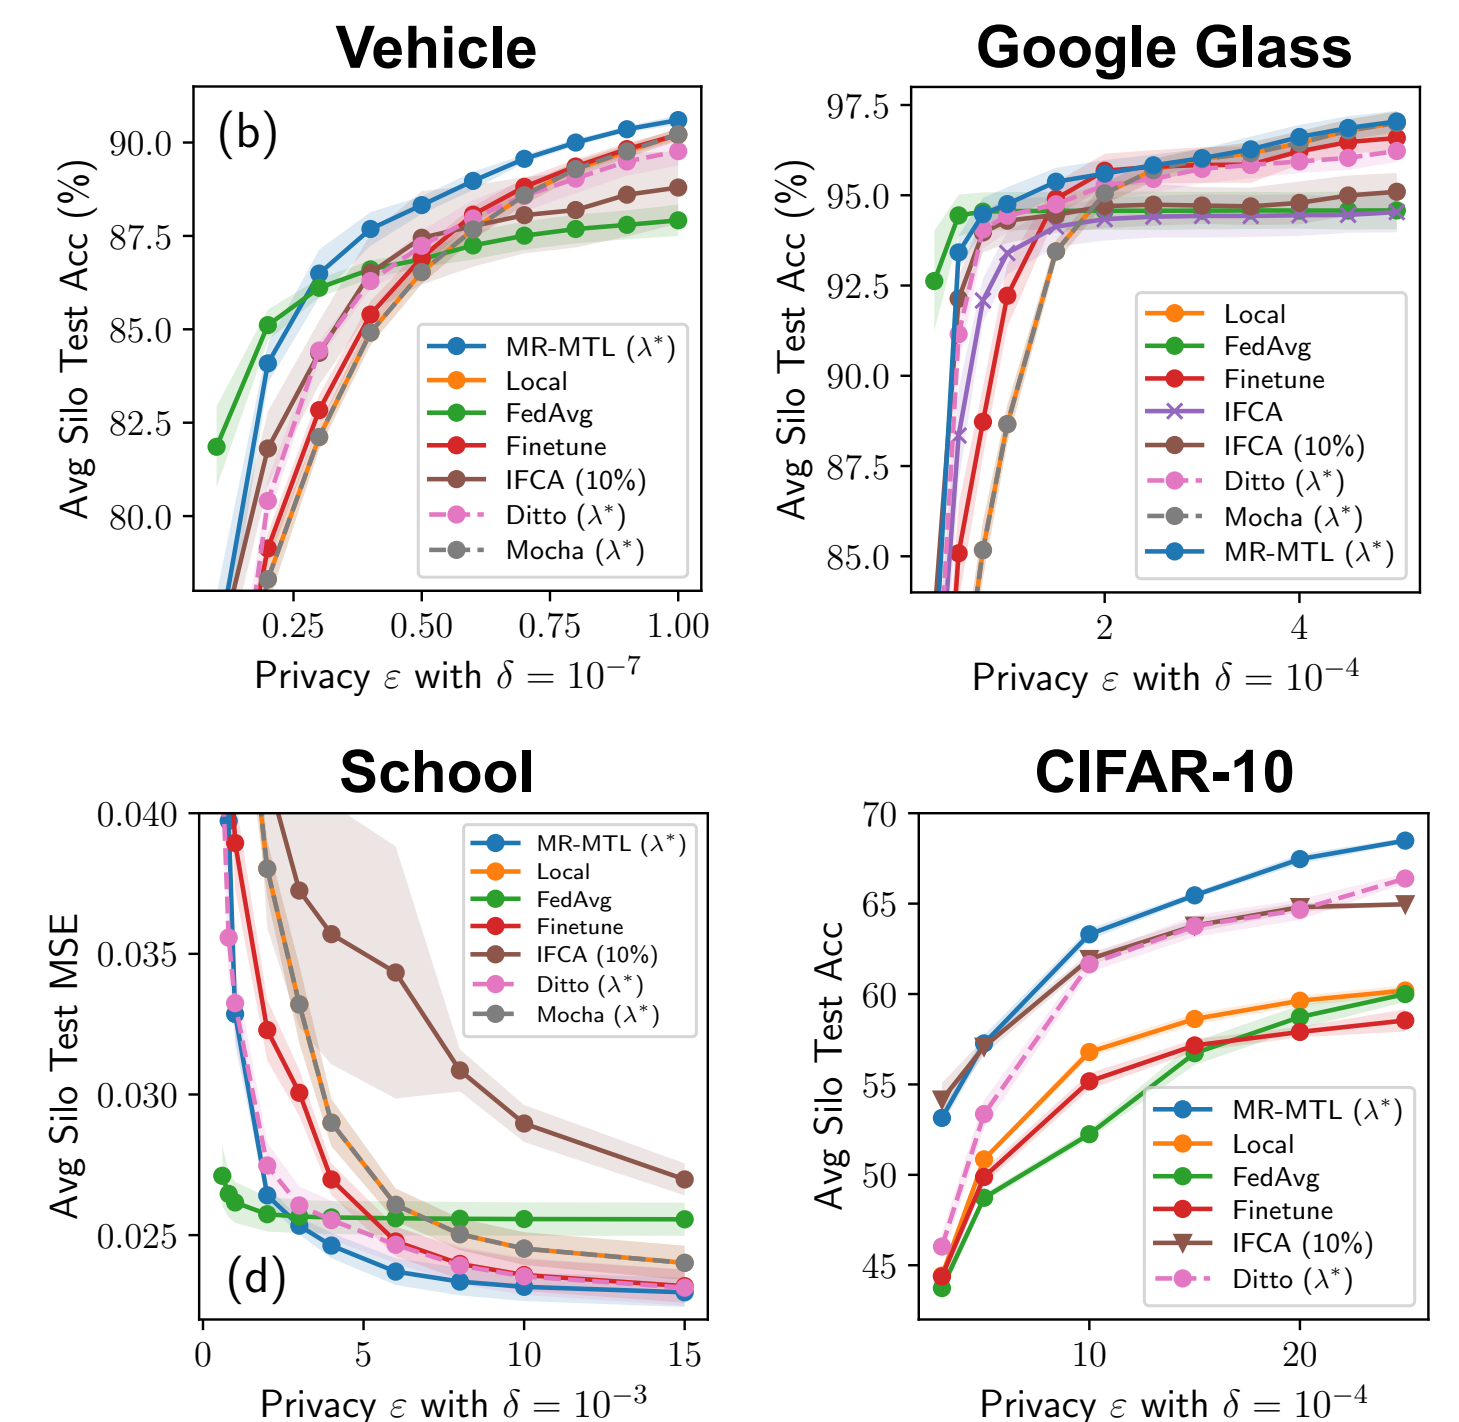 Vehicle
(b)
Avg Silo Test Acc (%)
90.0
87.5
85.0
82.5
80.0
MR-MTL (λ*)
Local
FedAvg
Finetune
IFCA (10%)
Ditto (λ*)
Mocha (λ*)
0.25 0.50 0.75 1.00
Privacy ε with δ = 10⁻⁷
Google Glass
Avg Silo Test Acc (%)
97.5
95.0
92.5
90.0
87.5
85.0
Local
FedAvg
Finetune
IFCA
IFCA (10%)
Ditto (λ*)
Mocha (λ*)
MR-MTL (λ*)
2 4
Privacy ε with δ = 10⁻⁴
School
Avg Silo Test MSE
0.040
0.035
0.030
0.025
MR-MTL (λ*)
Local
FedAvg
Finetune
IFCA (10%)
Ditto (λ*)
Mocha (λ*)
(d)
0 5 10 15
Privacy ε with δ = 10⁻³
CIFAR-10
Avg Silo Test Acc
70
65
60
55
50
45
MR-MTL (λ*)
Local
FedAvg
Finetune
IFCA (10%)
Ditto (λ*)
10 20
Privacy ε with δ = 10⁻⁴